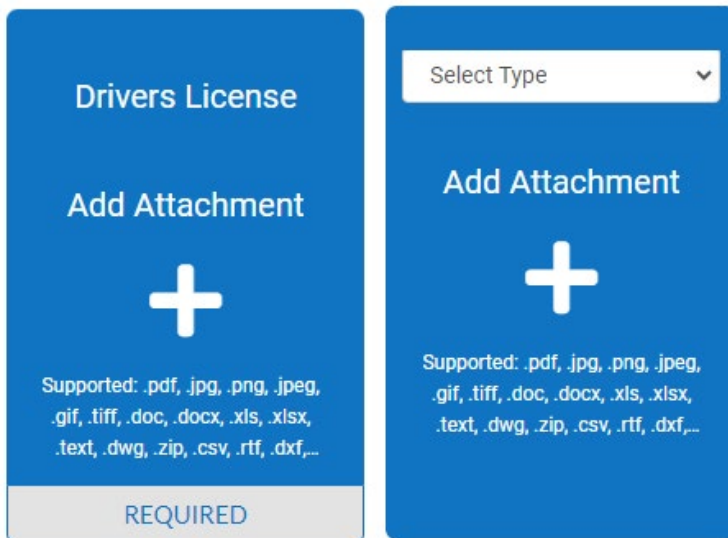 Drivers License
Add Attachment
Supported: .pdf, .jpg, .png, .jpeg,
.gif, .tiff, .doc, .docx, .xls, .xlsx,
.text, .dwg, .zip, .csv, .rtf, .dxf,...
REQUIRED
Select Type
Add Attachment
Supported: .pdf, .jpg, .png, .jpeg,
.gif, .tiff, .doc, .docx, .xls, .xlsx,
.text, .dwg, .zip, .csv, .rtf, .dxf,...